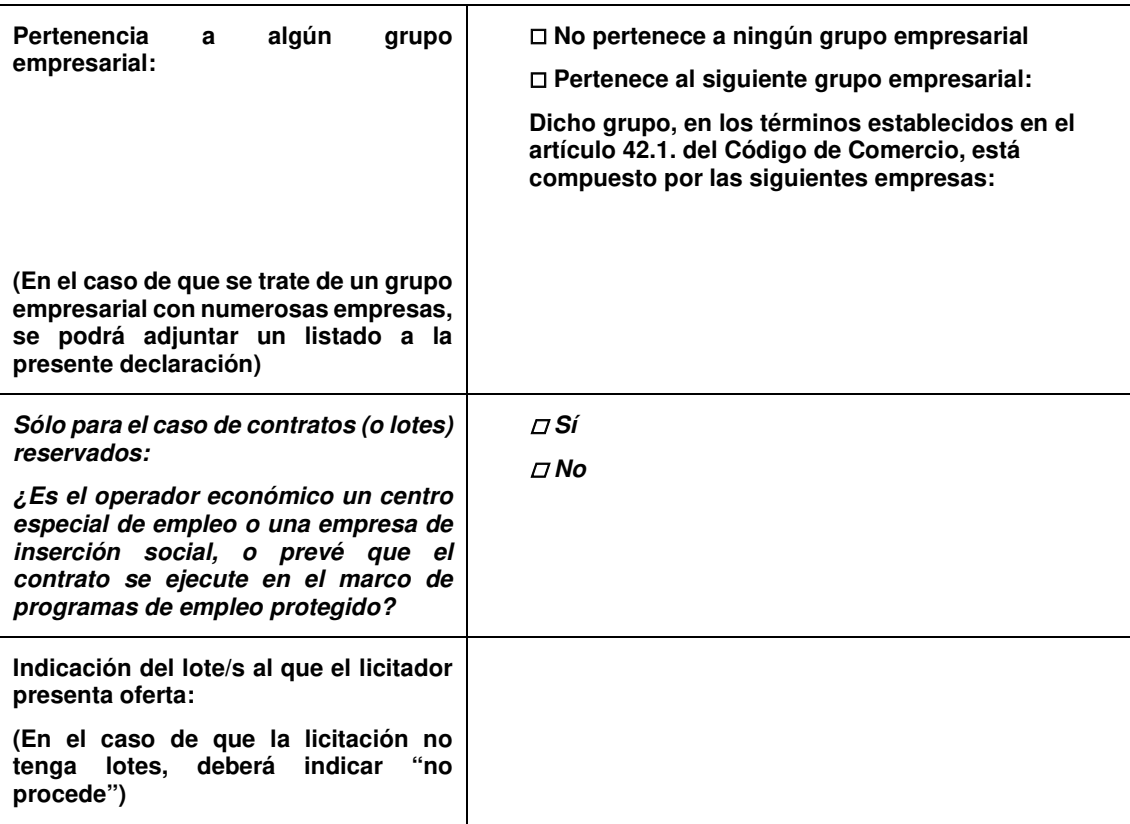 Pertenencia a algún grupo
empresarial:
(En el caso de que se trate de un grupo
empresarial con numerosas empresas,
se podrá adjuntar un listado a la
presente declaración)
□ No pertenece a ningún grupo empresarial
□ Pertenece al siguiente grupo empresarial:
Dicho grupo, en los términos establecidos en el
artículo 42.1. del Código de Comercio, está
compuesto por las siguientes empresas:
Sólo para el caso de contratos (o lotes)
reservados:
¿Es el operador económico un centro
especial de empleo o una empresa de
inserción social, o prevé que el
contrato se ejecute en el marco de
programas de empleo protegido?
□ Sí
□ No
Indicación del lote/s al que el licitador
presenta oferta:
(En el caso de que la licitación no
tenga lotes, deberá indicar “no
procede”)